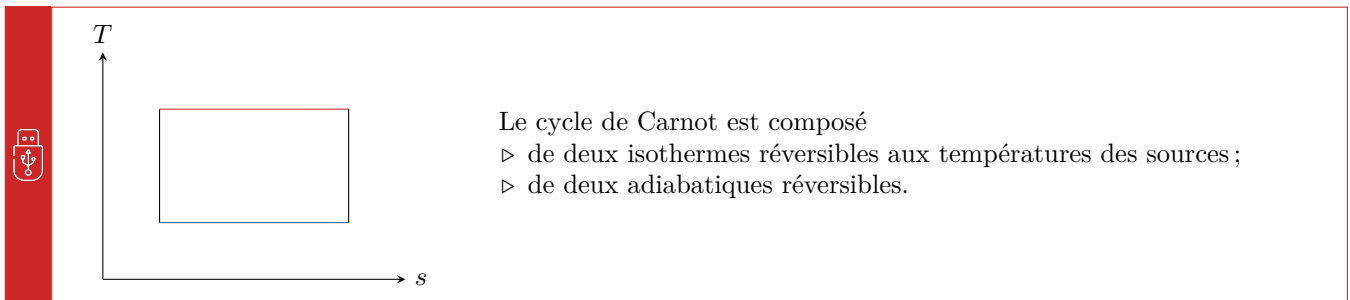 T
s
Le cycle de Carnot est composé
▷ de deux isothermes réversibles aux températures des sources ;
▷ de deux adiabatiques réversibles.